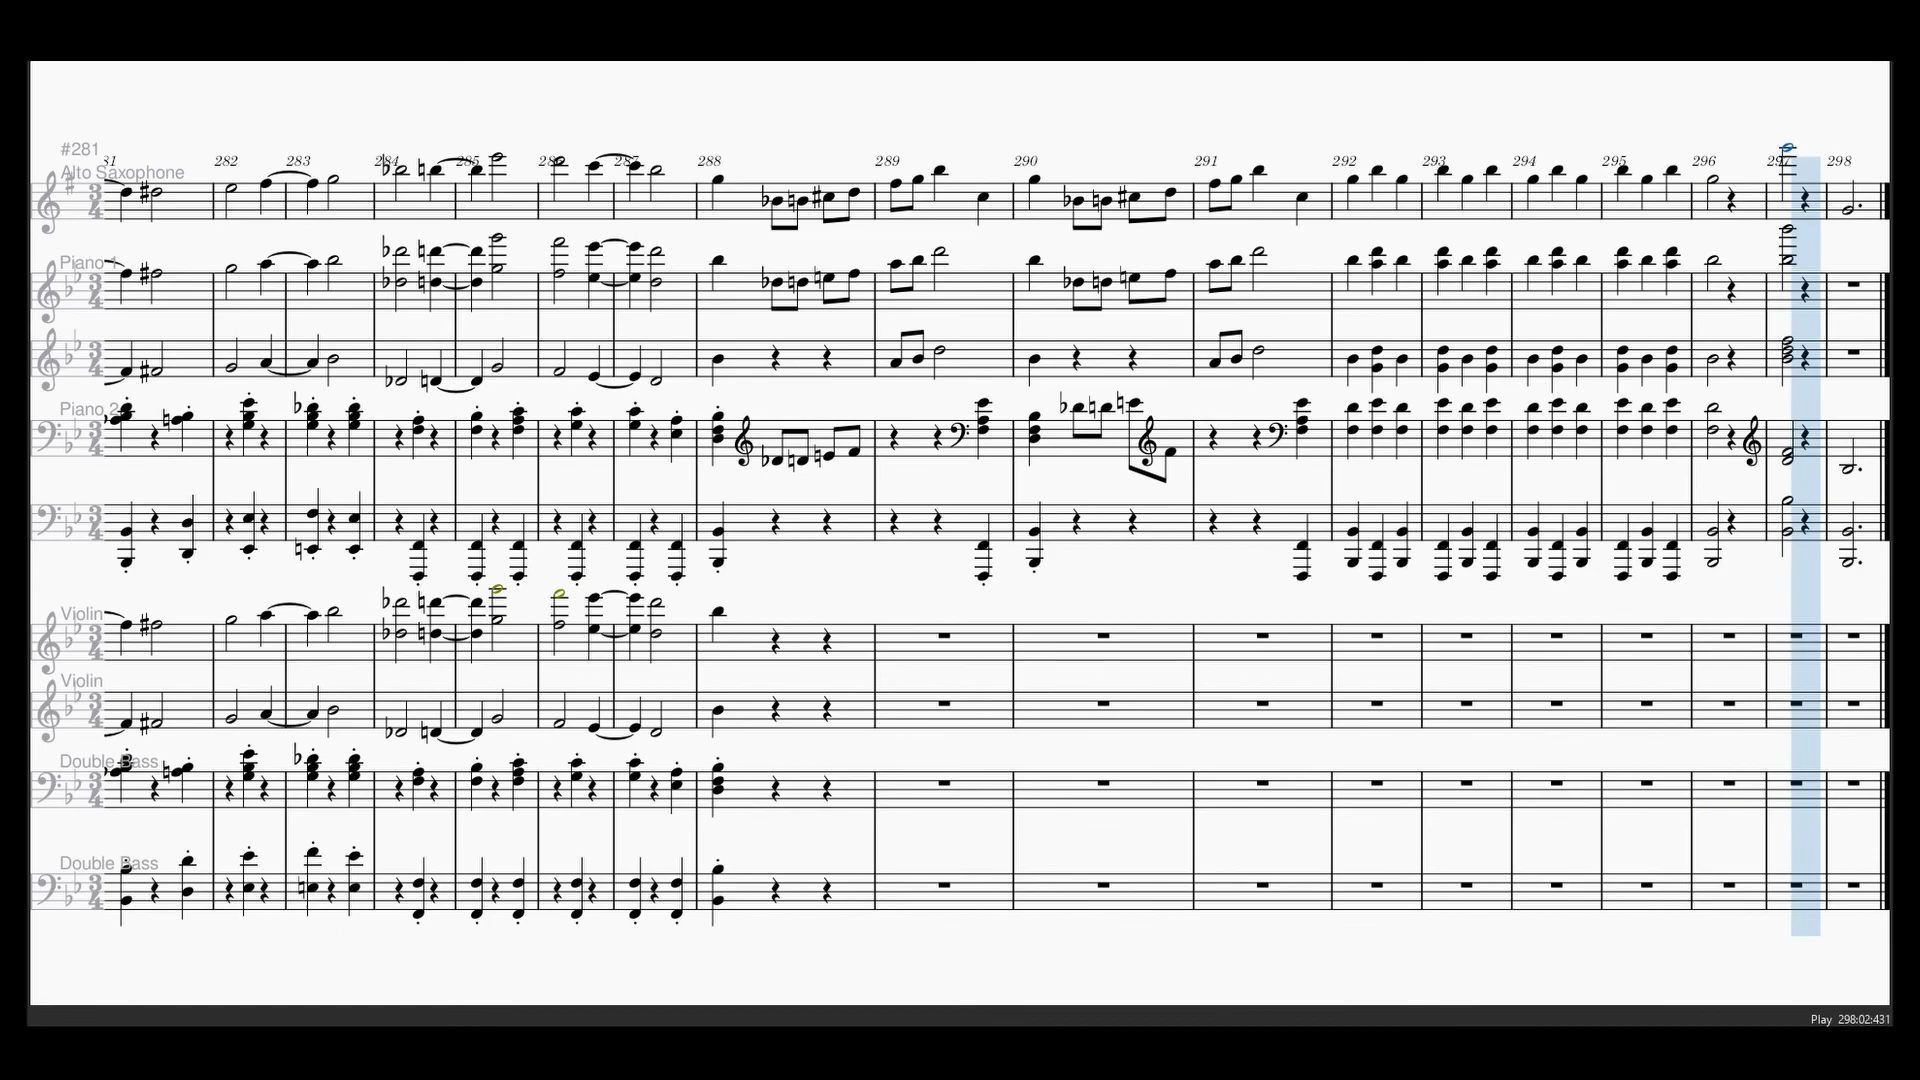 #281
81 282 283 284 285 286 287 288 289 290 291 292 293 294 295 296 297 298
Alto Saxophone
Piano 1
Piano 2
Violin
Violin
Double Bass
Double Bass
Play 298:02:431